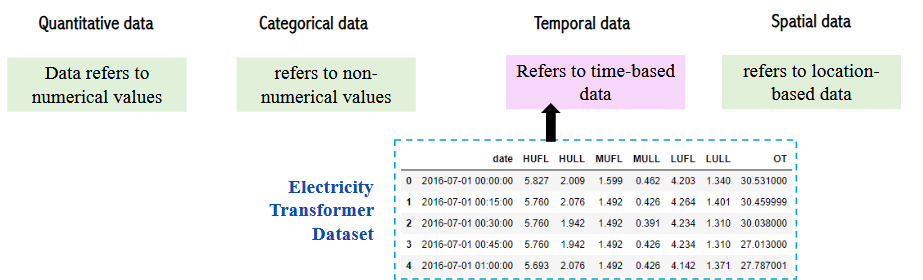 Quantitative data
Categorical data
Temporal data
Spatial data
Data refers to
numerical values
refers to non-
numerical values
Refers to time-based
data
refers to location-
based data
Electricity
Transformer
Dataset
date HUFL HULL MUFL MULL LUFL LULL OT
0 2016-07-01 00:00:00 5.827 2.009 1.599 0.462 4.203 1.340 30.531000
1 2016-07-01 00:15:00 5.760 2.076 1.492 0.426 4.264 1.401 30.459999
2 2016-07-01 00:30:00 5.760 1.942 1.492 0.391 4.234 1.310 30.038000
3 2016-07-01 00:45:00 5.760 1.942 1.492 0.426 4.234 1.310 27.013000
4 2016-07-01 01:00:00 5.693 2.076 1.492 0.426 4.142 1.371 27.787001